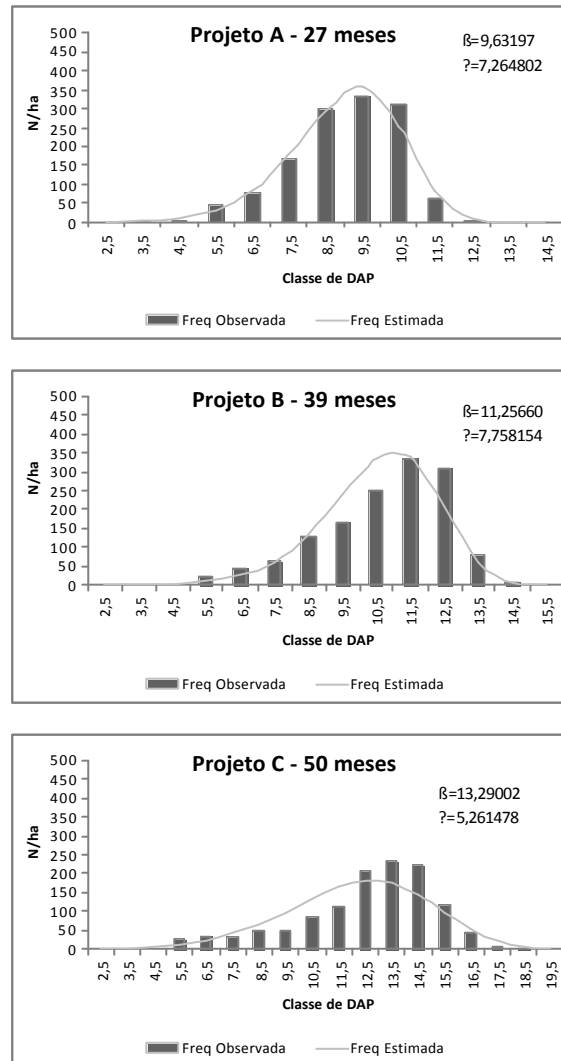 Projeto A - 27 meses
ß=9,63197
?=7,264802
500
450
400
350
300
250
200
150
100
50
0
N/ha
2,5 3,5 4,5 5,5 6,5 7,5 8,5 9,5 10,5 11,5 12,5 13,5 14,5
Classe de DAP
Freq Observada Freq Estimada
Projeto B - 39 meses
ß=11,25660
?=7,758154
500
450
400
350
300
250
200
150
100
50
0
N/ha
2,5 3,5 4,5 5,5 6,5 7,5 8,5 9,5 10,5 11,5 12,5 13,5 14,5 15,5
Classe de DAP
Freq Observada Freq Estimada
Projeto C - 50 meses
ß=13,29002
?=5,261478
500
450
400
350
300
250
200
150
100
50
0
N/ha
2,5 3,5 4,5 5,5 6,5 7,5 8,5 9,5 10,5 11,5 12,5 13,5 14,5 15,5 16,5 17,5 18,5 19,5
Classe de DAP
Freq Observada Freq Estimada